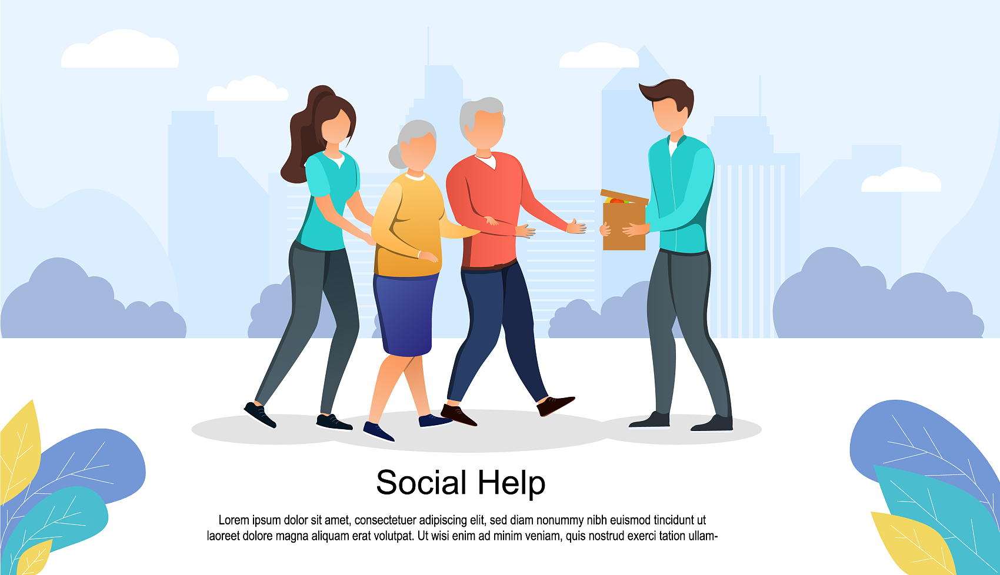 Social Help
Lorem ipsum dolor sit amet, consectetuer adipiscing elit, sed diam nonummy nibh euismod tincidunt ut
laoreet dolore magna aliquam erat volutpat. Ut wisi enim ad minim veniam, quis nostrud exerci tation ullam-